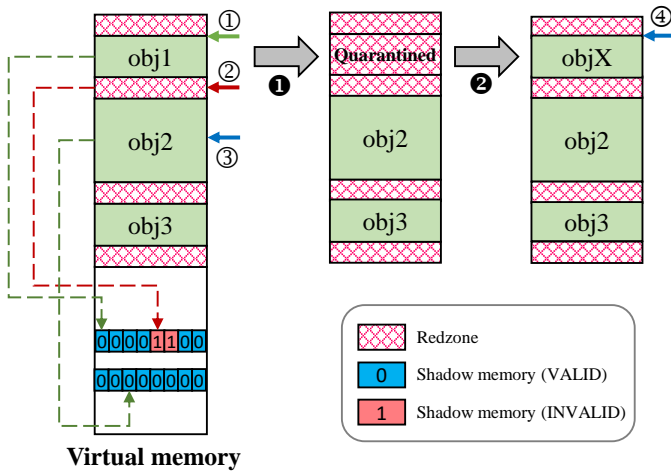 ①
obj1
②
obj2
③
obj3
00001100
00000000
Virtual memory
❶
Quarantined
obj2
obj3
❷
④
objX
obj2
obj3
Redzone
0 Shadow memory (VALID)
1 Shadow memory (INVALID)